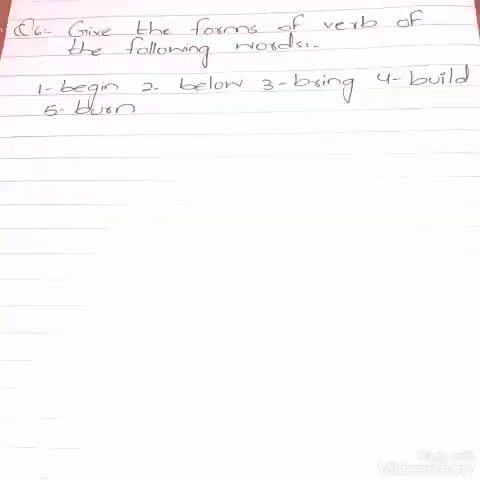 Q6:- Give the forms of verb of
the following words:-
1-begin 2- below 3-bring 4-build
5-burn
Made with
VideoShow